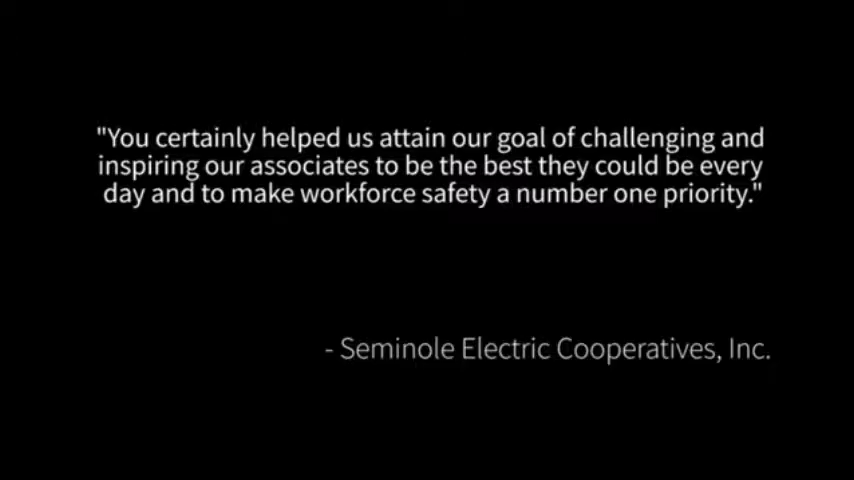 "You certainly helped us attain our goal of challenging and
inspiring our associates to be the best they could be every
day and to make workforce safety a number one priority."
- Seminole Electric Cooperatives, Inc.